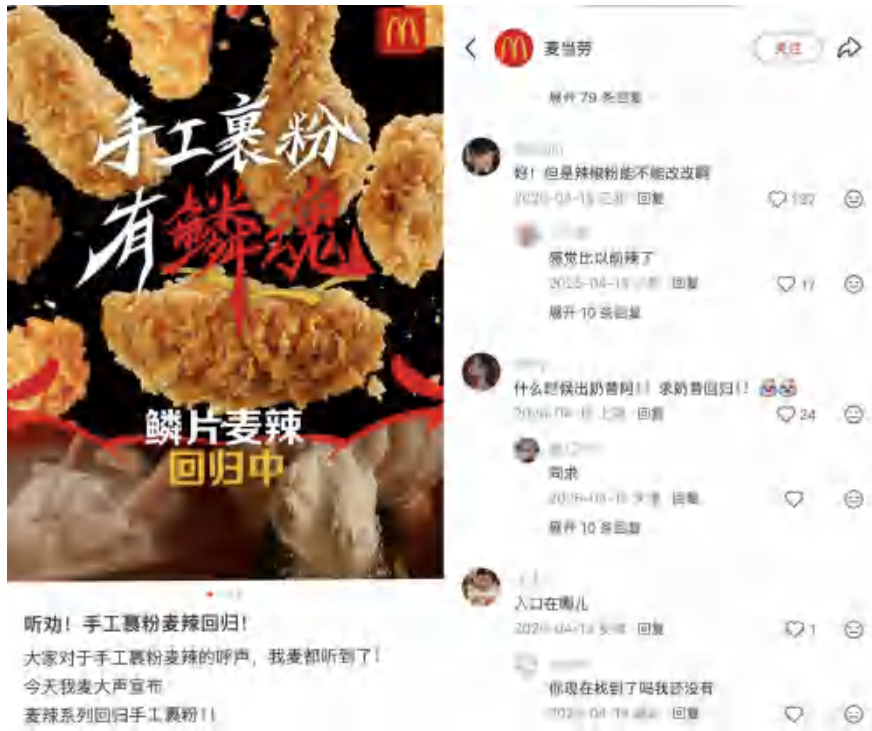 手工裹粉
有鳞魂
鳞片麦辣
回归中
听劝！手工裹粉麦辣回归！
大家对于手工裹粉麦辣的呼声，我麦都听到了！
今天我麦大声宣布
麦辣系列回归手工裹粉！！
麦当劳
关注
展开 79 条回复
好！但是辣椒粉能不能改改啊
回复
感觉比以前辣了
回复
17
展开 10 条回复
什么时候出奶昔阿！！求奶昔回归！！
回复
24
同求
回复
展开 10 条回复
入口在哪儿
回复
1
你现在找到了吗我还没有
回复